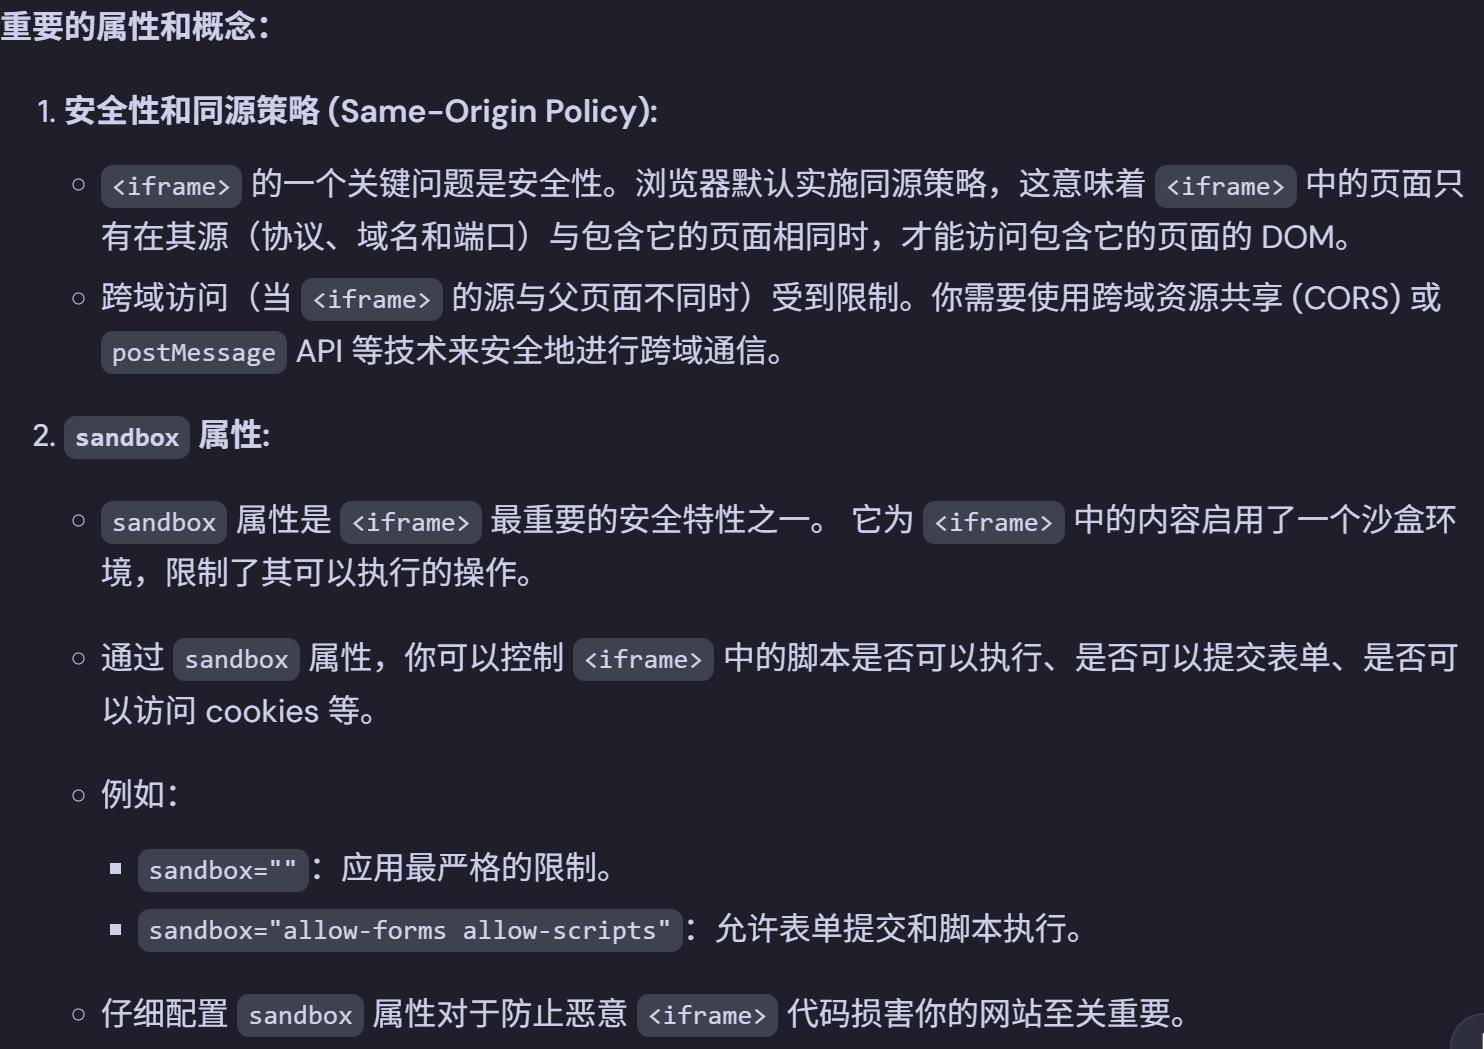 重要的属性和概念：
1. 安全性和同源策略 (Same-Origin Policy):
<iframe> 的一个关键问题是安全性。浏览器默认实施同源策略，这意味着 <iframe> 中的页面只
有在其源（协议、域名和端口）与包含它的页面相同时，才能访问包含它的页面的 DOM。
跨域访问（当 <iframe> 的源与父页面不同时）受到限制。你需要使用跨域资源共享 (CORS) 或
postMessage API 等技术来安全地进行跨域通信。
2. sandbox 属性:
sandbox 属性是 <iframe> 最重要的安全特性之一。 它为 <iframe> 中的内容启用了一个沙盒环
境，限制了其可以执行的操作。
通过 sandbox 属性，你可以控制 <iframe> 中的脚本是否可以执行、是否可以提交表单、是否可
以访问 cookies 等。
例如：
sandbox=""：应用最严格的限制。
sandbox="allow-forms allow-scripts"：允许表单提交和脚本执行。
仔细配置 sandbox 属性对于防止恶意 <iframe> 代码损害你的网站至关重要。